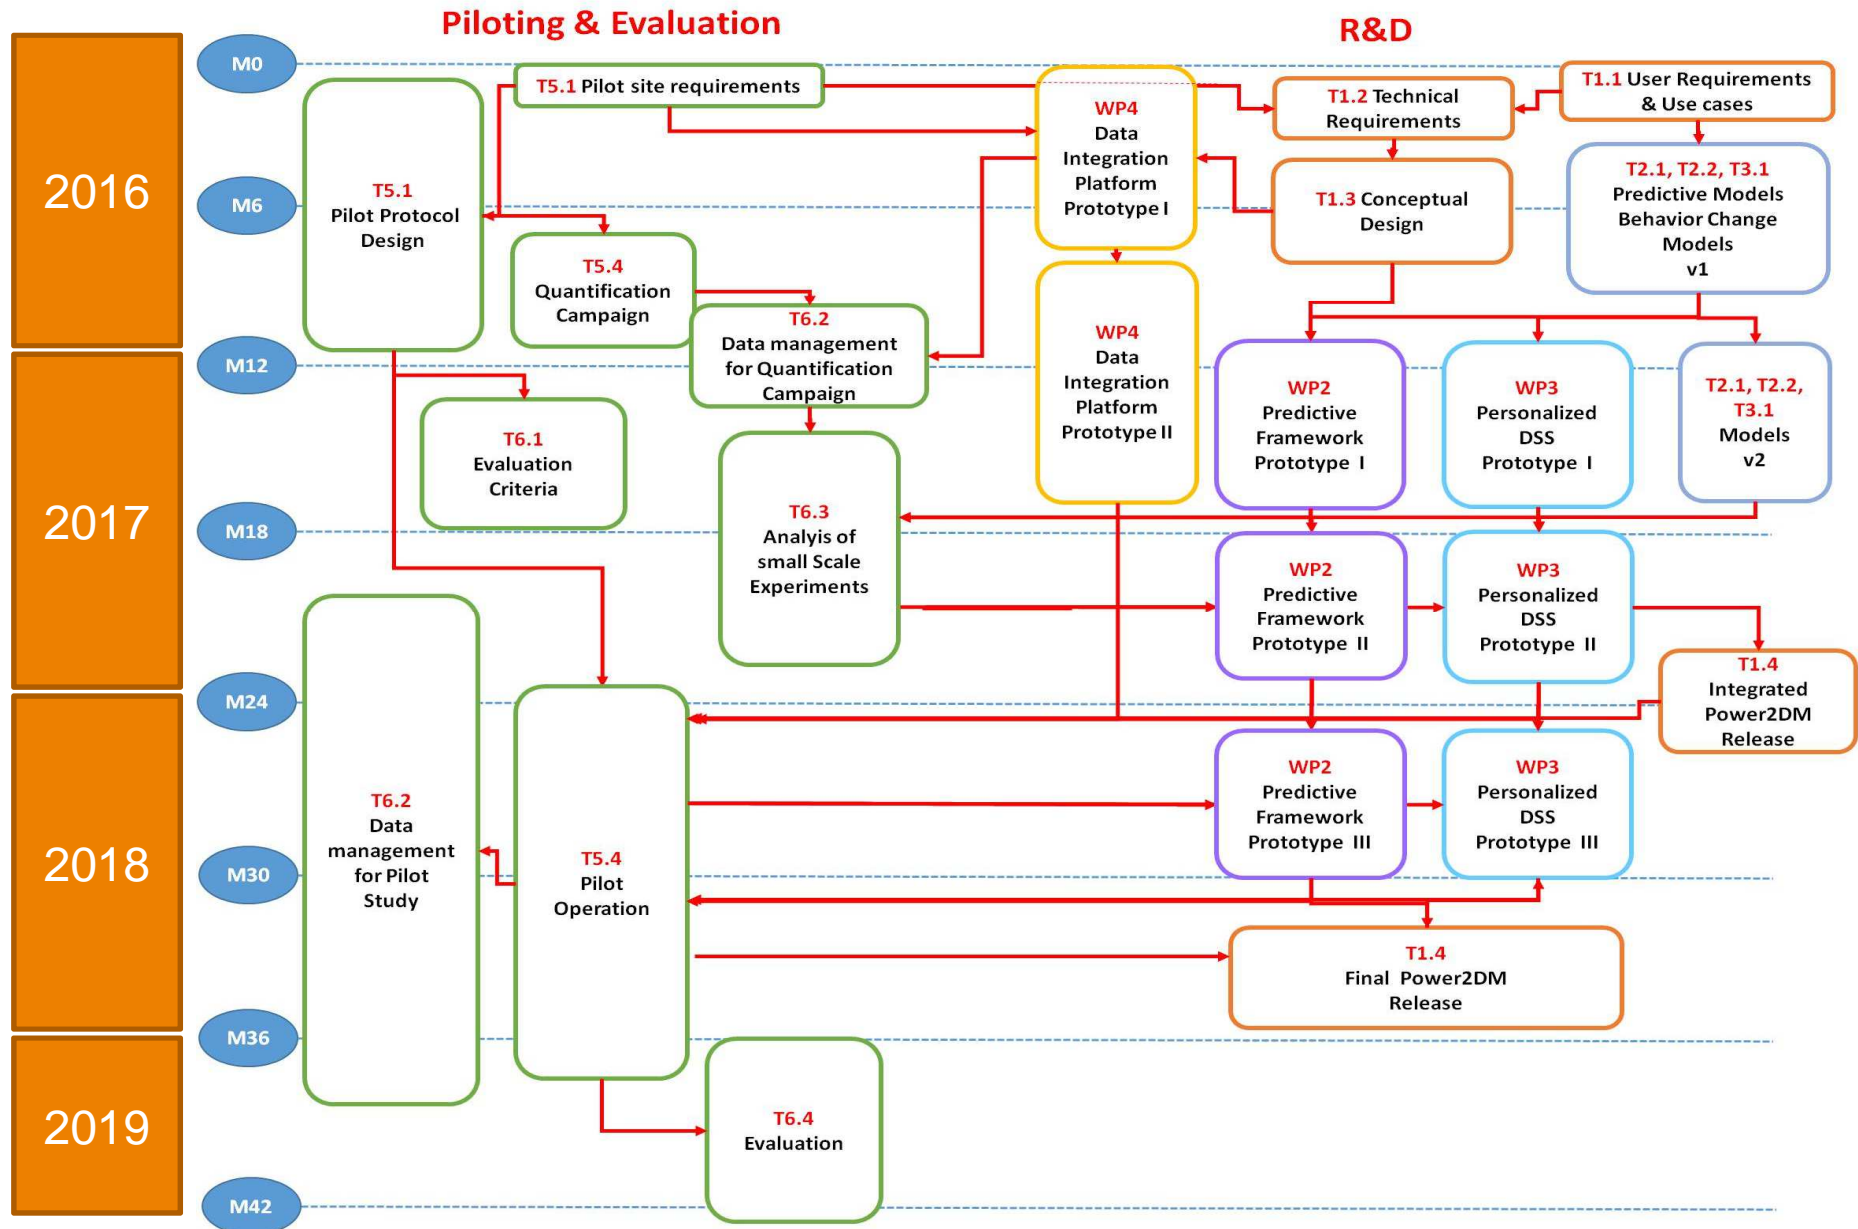 Piloting & Evaluation
R&D
2016
2017
2018
2019
M0
M6
M12
M18
M24
M30
M36
M42
T5.1 Pilot site requirements
T5.1
Pilot Protocol
Design
T5.4
Quantification
Campaign
T6.2
Data management
for Quantification
Campaign
T6.1
Evaluation
Criteria
T6.3
Analyis of
small Scale
Experiments
T6.2
Data
management
for Pilot
Study
T5.4
Pilot
Operation
T6.4
Evaluation
WP4
Data
Integration
Platform
Prototype I
WP4
Data
Integration
Platform
Prototype II
T1.2 Technical
Requirements
T1.1 User Requirements
& Use cases
T1.3 Conceptual
Design
T2.1, T2.2, T3.1
Predictive Models
Behavior Change
Models
v1
WP2
Predictive
Framework
Prototype I
WP3
Personalized
DSS
Prototype I
T2.1, T2.2,
T3.1
Models
v2
WP2
Predictive
Framework
Prototype II
WP3
Personalized
DSS
Prototype II
T1.4
Integrated
Power2DM
Release
WP2
Predictive
Framework
Prototype III
WP3
Personalized
DSS
Prototype III
T1.4
Final Power2DM
Release